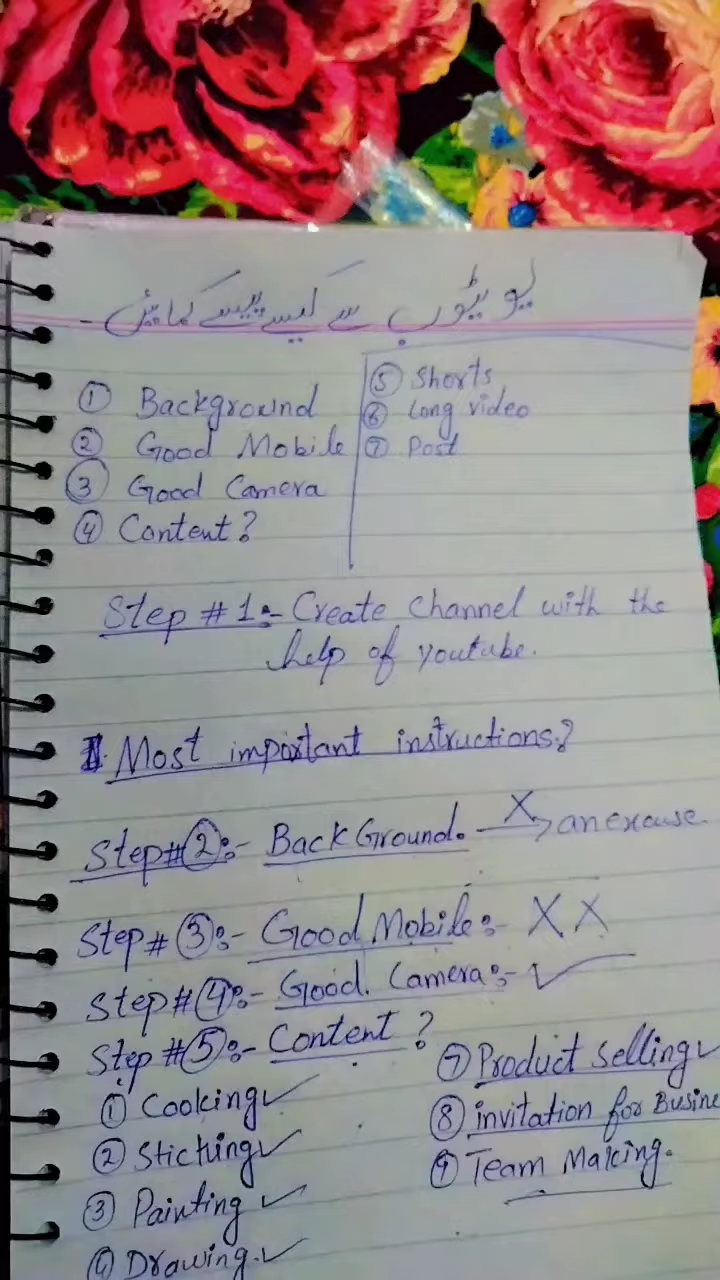 یوٹیوب سے کیسے پیسے کمائیں۔
① Background
② Good Mobile
③ Good Camera
④ Content?
⑤ Shorts
⑥ Long video
⑦ Post
Step # 1:- Create channel with the
help of youtube.
Most important instructions?
Step # ②:- BackGround. X → an excuse
Step # ③:- Good Mobile:- X X
Step # ④:- Good. Camera:- ✓
Step # ⑤:- Content?
① Cooking ✓
② Stiching ✓
③ Painting ✓
④ Drawing. ✓
⑦ Product selling ✓
⑧ invitation for Busine
⑨ Team Making.